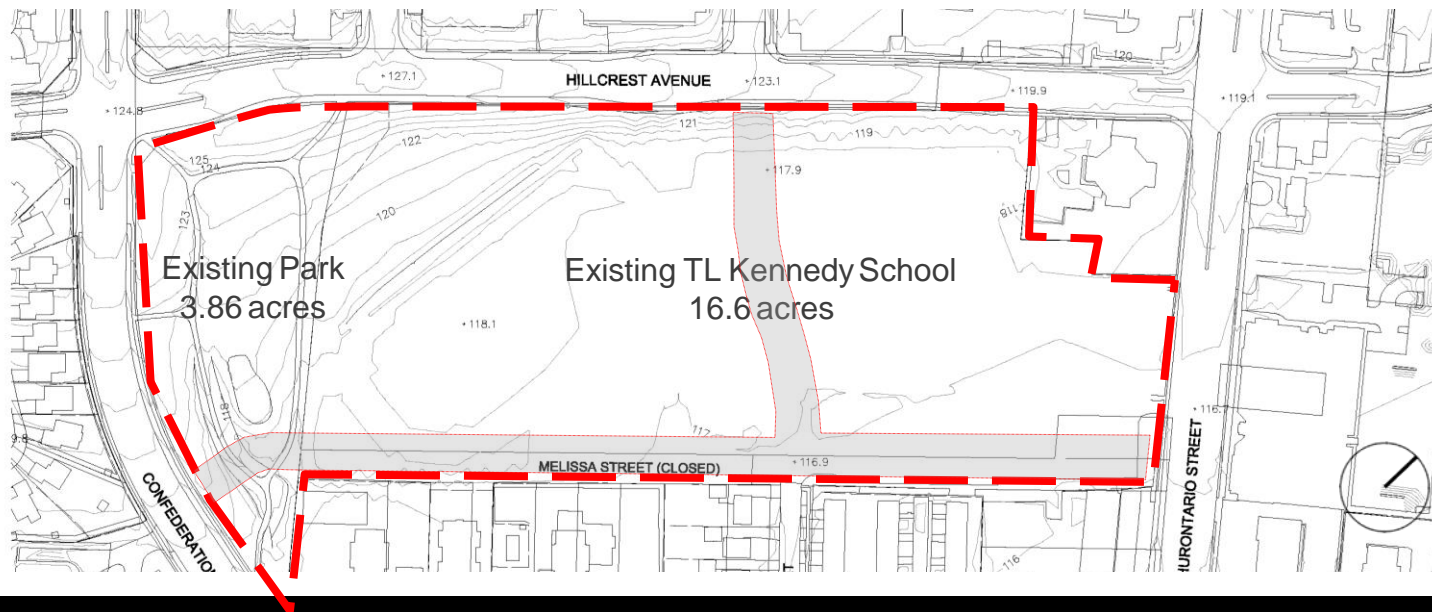 120
127.1
HILLCREST AVENUE
123.1
119.9
119.1
124.8
121
122
119
125
124
117.9
118
120
123
Existing Park
3.86 acres
Existing TL Kennedy School
16.6 acres
118.1
116.7
118
117
MELISSA STREET (CLOSED)
116.9
CONFEDERATION
HURONTARIO STREET
116